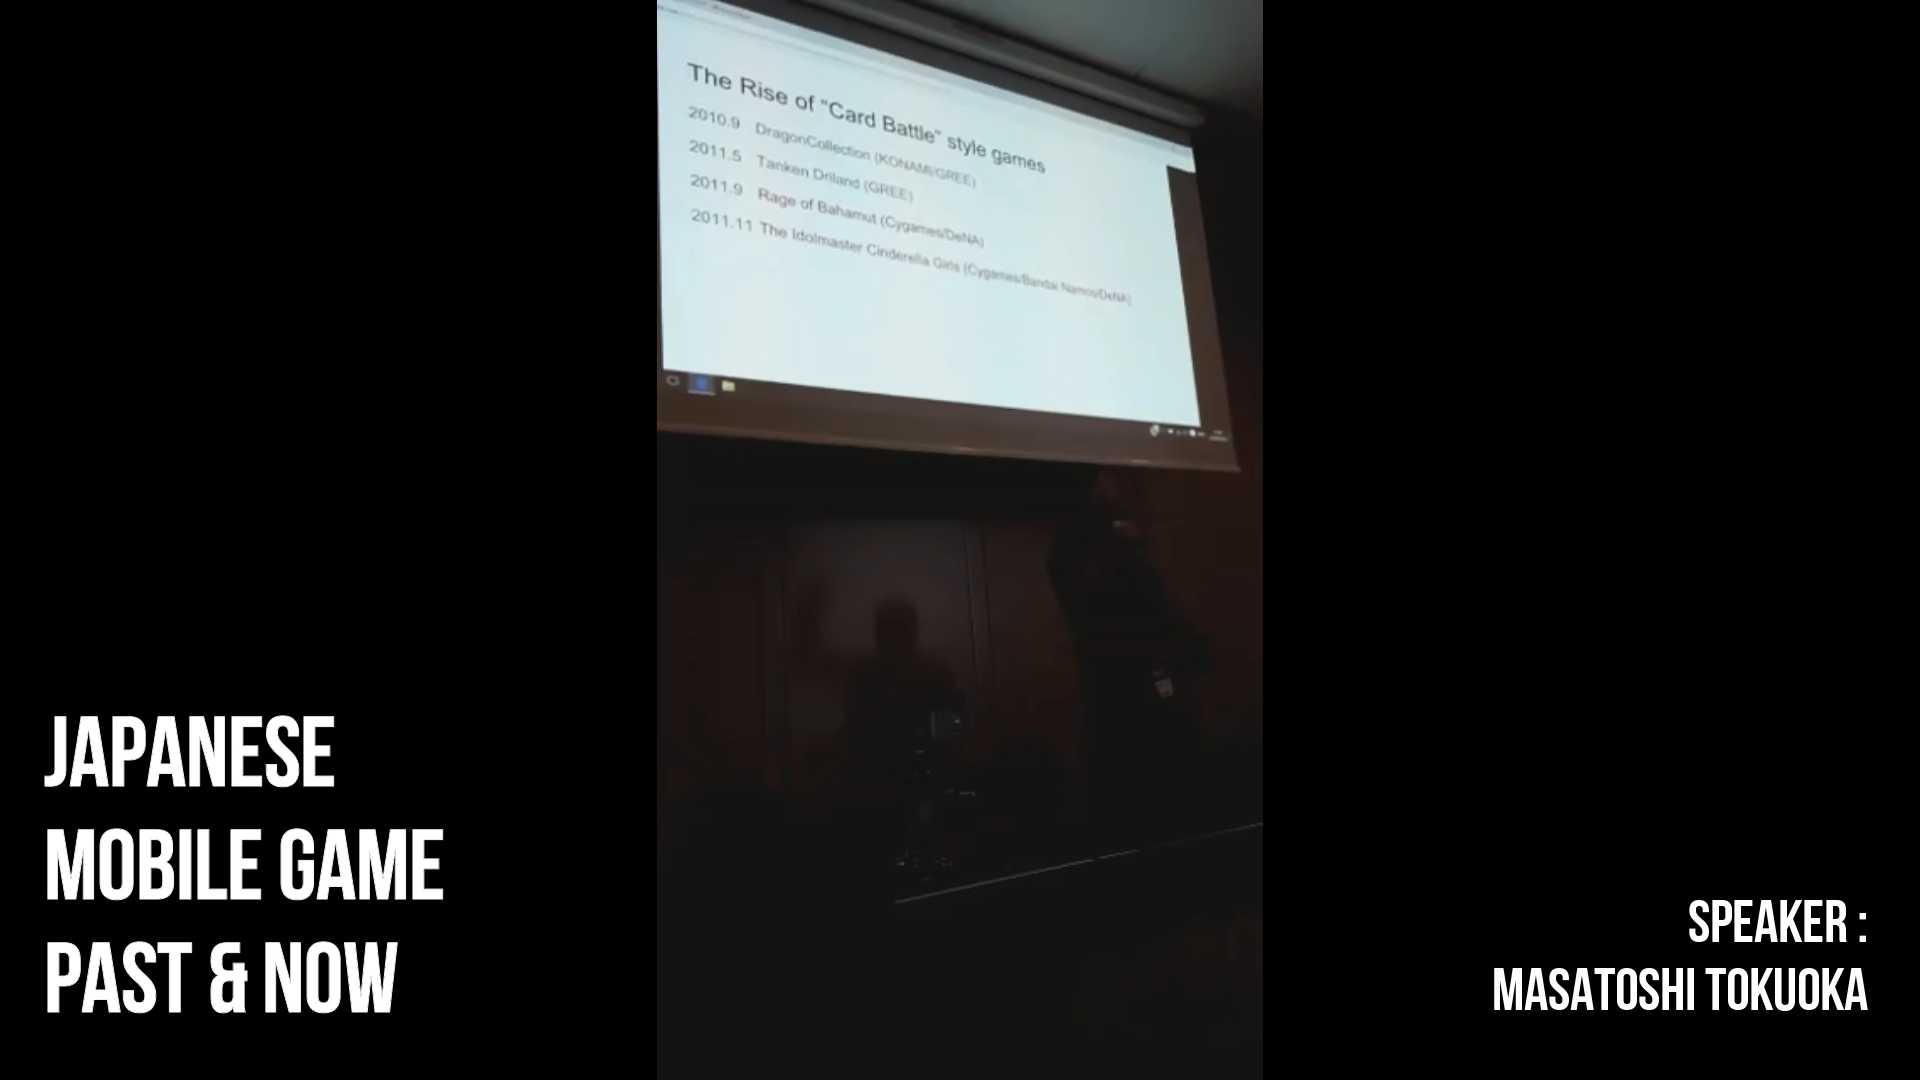 The Rise of “Card Battle” style games
2010.9 DragonCollection (KONAMI/GREE)
2011.5 Tanken Driland (GREE)
2011.9 Rage of Bahamut (Cygames/DeNA)
2011.11 The Idolmaster Cinderella Girls (Cygames/Bandai Namco/DeNA)
JAPANESE
MOBILE GAME
PAST & NOW
SPEAKER :
MASATOSHI TOKUOKA